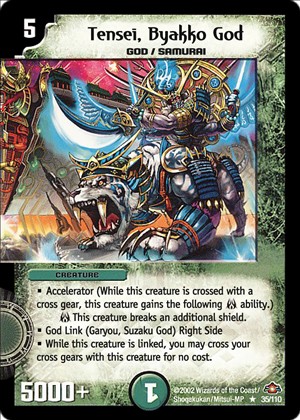 5
Tensei, Byakko God
GOD / SAMURAI
CREATURE
▪ Accelerator (While this creature is crossed with a
cross gear, this creature gains the following ability.)
This creature breaks an additional shield.
▪ God Link (Garyou, Suzaku God) Right Side
▪ While this creature is linked, you may cross your
cross gears with this creature for no cost.
5000+
1
©2002 Wizards of the Coast/
Shogakukan/Mitsui-MP ★ 35/110